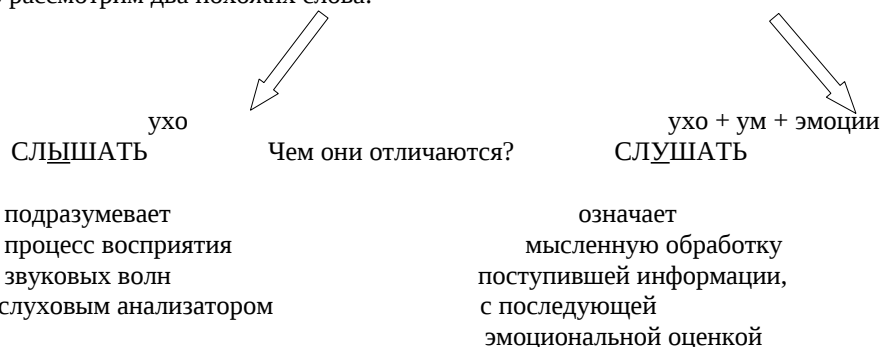 рассмотрим два похожих слова:
ухо ухо + ум + эмоции
СЛЫШАТЬ Чем они отличаются? СЛУШАТЬ
подразумевает означает
процесс восприятия мысленную обработку
звуковых волн поступившей информации,
слуховым анализатором с последующей
эмоциональной оценкой